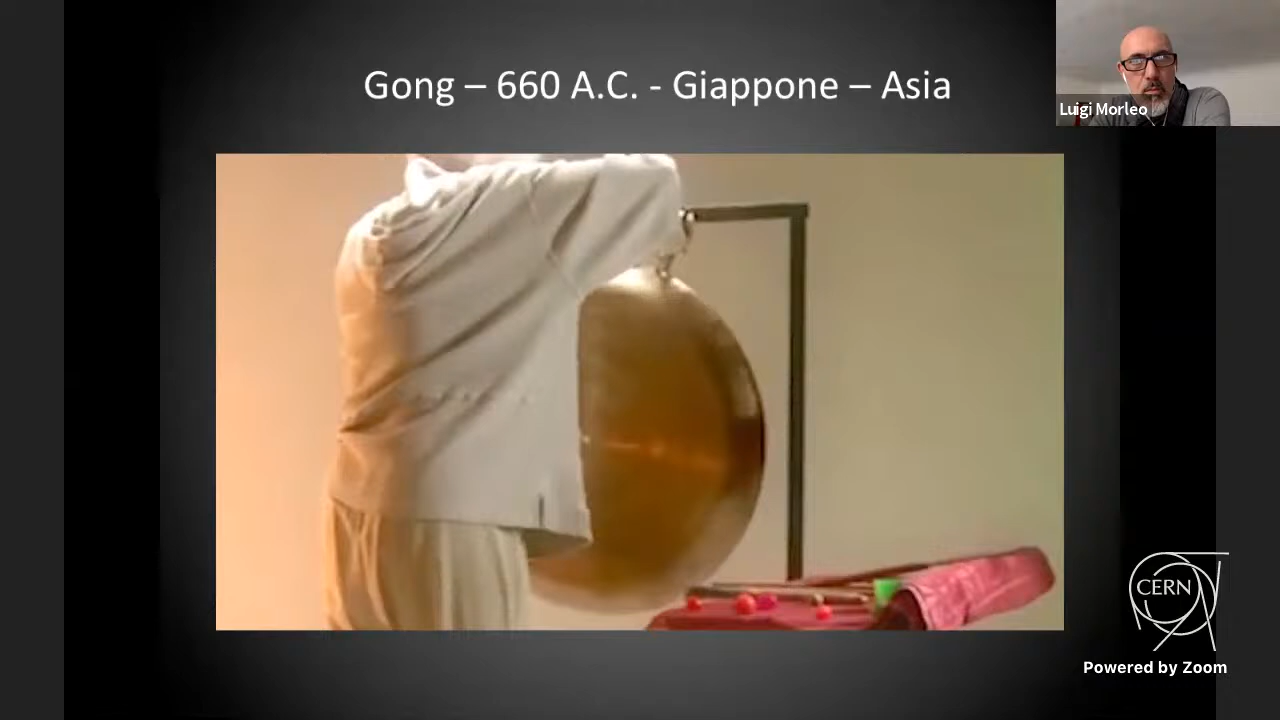 Gong – 660 A.C. - Giappone – Asia
Luigi Morleo
CERN
Powered by Zoom